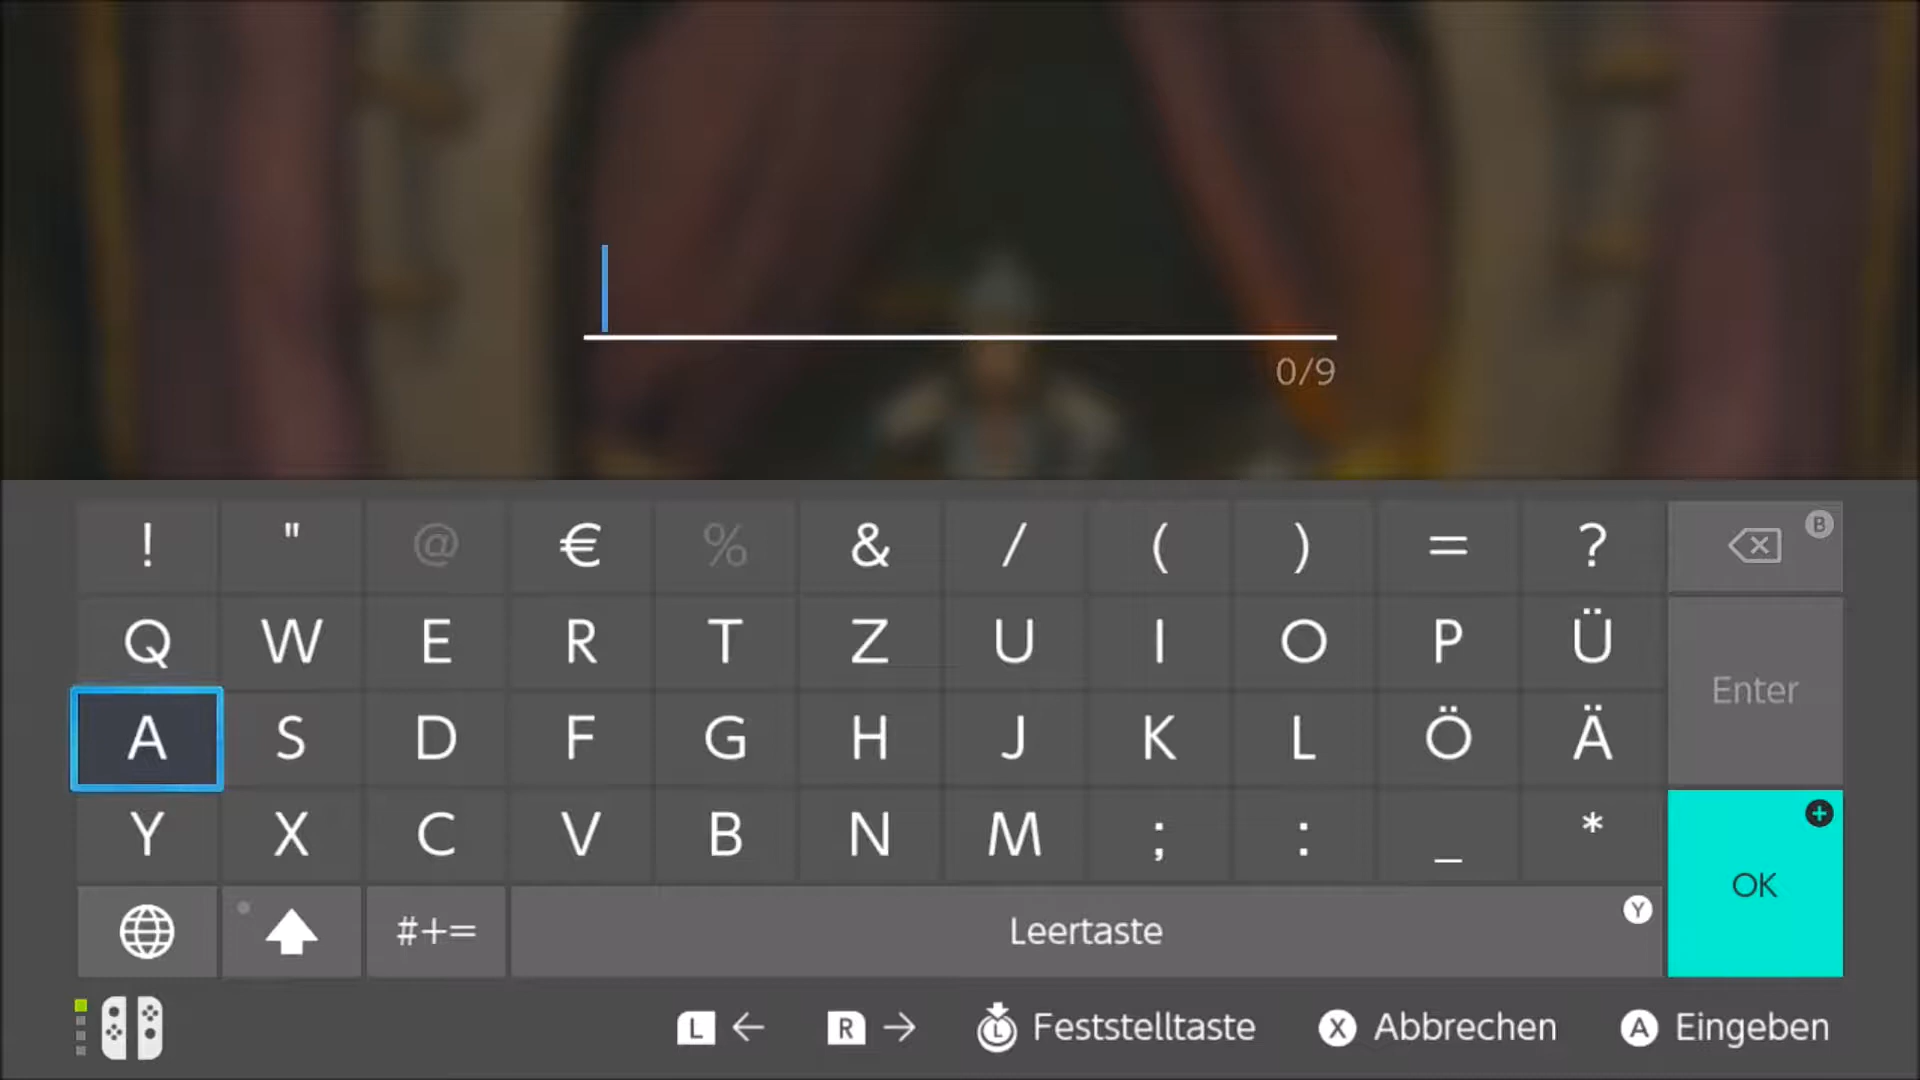 0/9
! " @ € % & / ( ) = ? B
Q W E R T Z U I O P Ü Enter
A S D F G H J K L Ö Ä
Y X C V B N M ; : _ * + OK
#+= Leertaste Y
L ← R → L Feststelltaste X Abbrechen A Eingeben